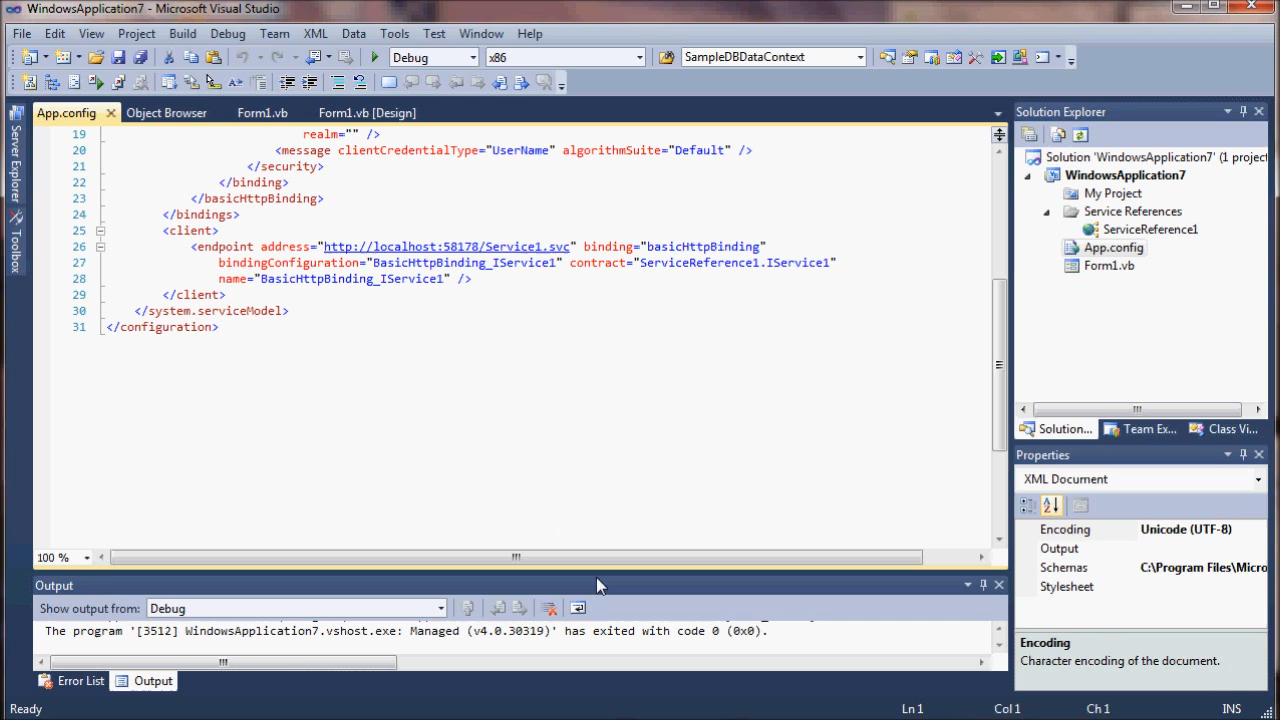 WindowsApplication7 - Microsoft Visual Studio
File Edit View Project Build Debug Team XML Data Tools Test Window Help
Debug x86 SampleDBDataContext
App.config Object Browser Form1.vb Form1.vb [Design]
Server Explorer
Toolbox
19 realm="" />
20 <message clientCredentialType="UserName" algorithmSuite="Default" />
21 </security>
22 </binding>
23 </basicHttpBinding>
24 </bindings>
25 <client>
26 <endpoint address="http://localhost:58178/Service1.svc" binding="basicHttpBinding"
27 bindingConfiguration="BasicHttpBinding_IService1" contract="ServiceReference1.IService1"
28 name="BasicHttpBinding_IService1" />
29 </client>
30 </system.serviceModel>
31 </configuration>
100 %
Output
Show output from: Debug
The program '[3512] WindowsApplication7.vshost.exe: Managed (v4.0.30319)' has exited with code 0 (0x0).
Error List Output
Solution Explorer
Solution 'WindowsApplication7' (1 project
WindowsApplication7
My Project
Service References
ServiceReference1
App.config
Form1.vb
Solution... Team Ex... Class Vi...
Properties
XML Document
Encoding Unicode (UTF-8)
Output
Schemas C:\Program Files\Micro
Stylesheet
Encoding
Character encoding of the document.
Ready Ln 1 Col 1 Ch 1 INS